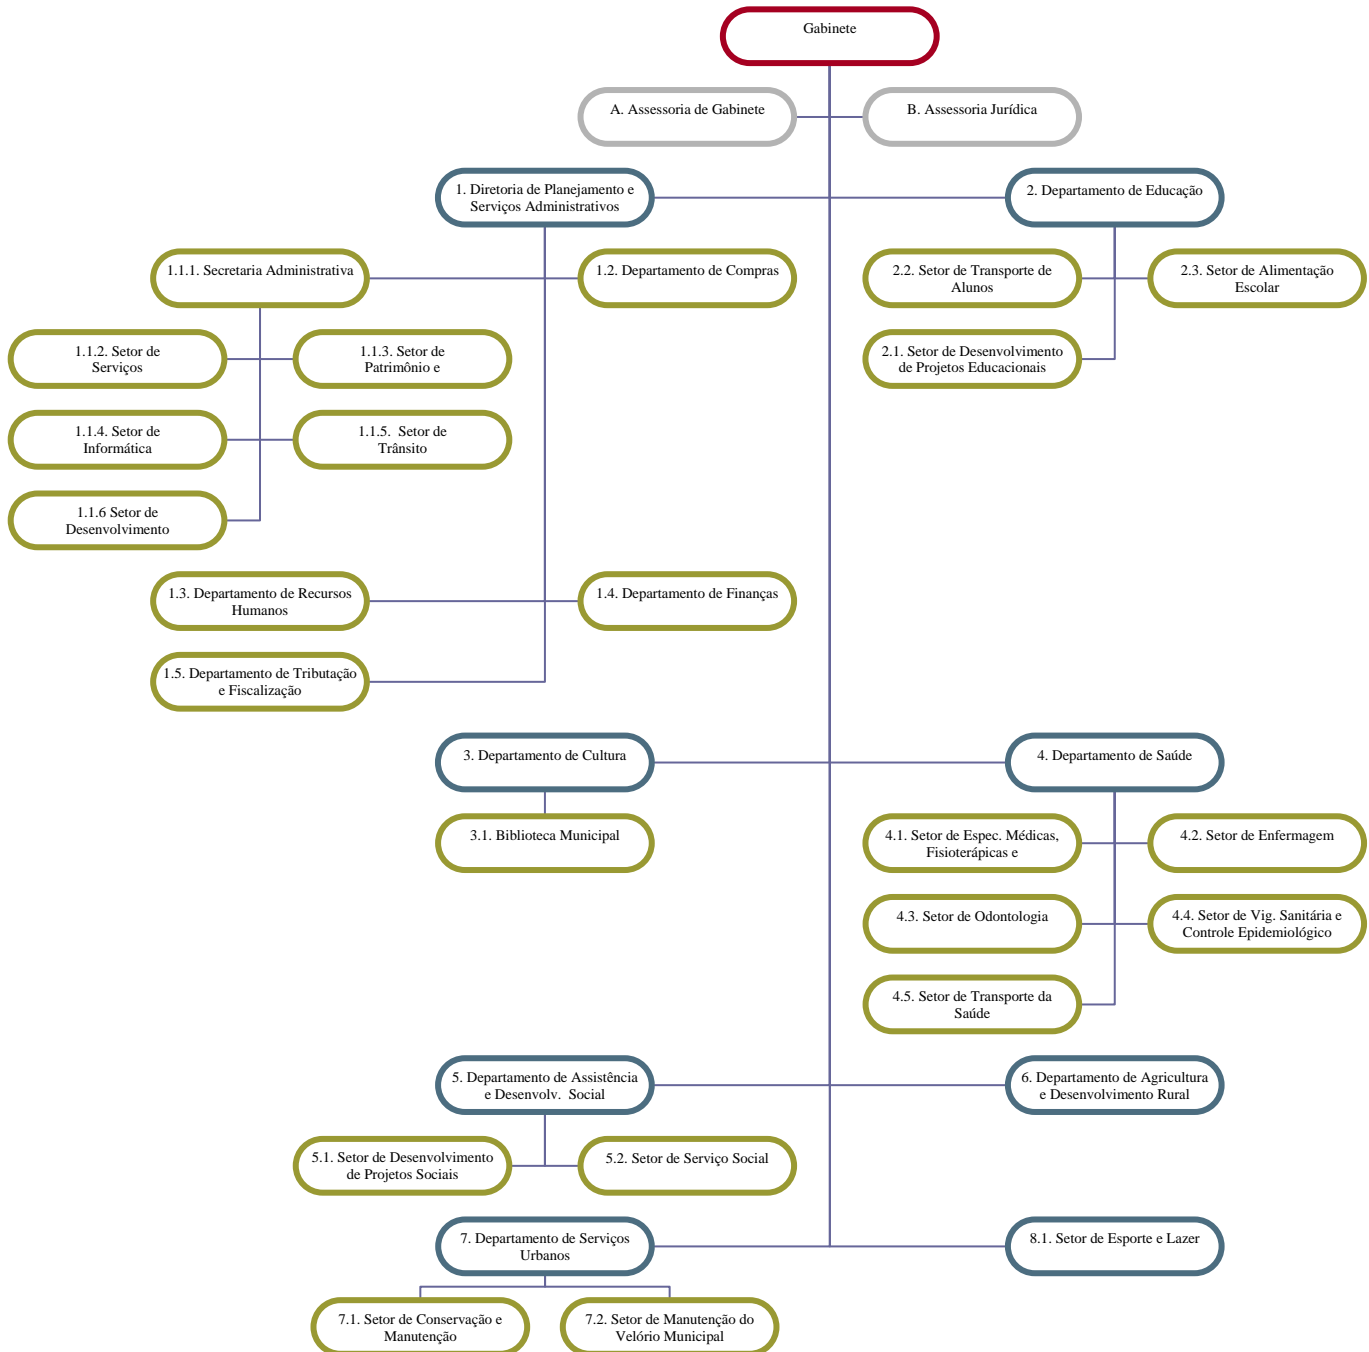 Gabinete
A. Assessoria de Gabinete
B. Assessoria Jurídica
1. Diretoria de Planejamento e
Serviços Administrativos
2. Departamento de Educação
1.1.1. Secretaria Administrativa
1.2. Departamento de Compras
2.2. Setor de Transporte de
Alunos
2.3. Setor de Alimentação
Escolar
1.1.2. Setor de
Serviços
1.1.3. Setor de
Patrimônio e
2.1. Setor de Desenvolvimento
de Projetos Educacionais
1.1.4. Setor de
Informática
1.1.5.  Setor de
Trânsito
1.1.6 Setor de
Desenvolvimento
1.3. Departamento de Recursos
Humanos
1.4. Departamento de Finanças
1.5. Departamento de Tributação
e Fiscalização
3. Departamento de Cultura
4. Departamento de Saúde
3.1. Biblioteca Municipal
4.1. Setor de Espec. Médicas,
Fisioterápicas e
4.2. Setor de Enfermagem
4.3. Setor de Odontologia
4.4. Setor de Vig. Sanitária e
Controle Epidemiológico
4.5. Setor de Transporte da
Saúde
5. Departamento de Assistência
e Desenvolv.  Social
6. Departamento de Agricultura
e Desenvolvimento Rural
5.1. Setor de Desenvolvimento
de Projetos Sociais
5.2. Setor de Serviço Social
7. Departamento de Serviços
Urbanos
8.1. Setor de Esporte e Lazer
7.1. Setor de Conservação e
Manutenção
7.2. Setor de Manutenção do
Velório Municipal